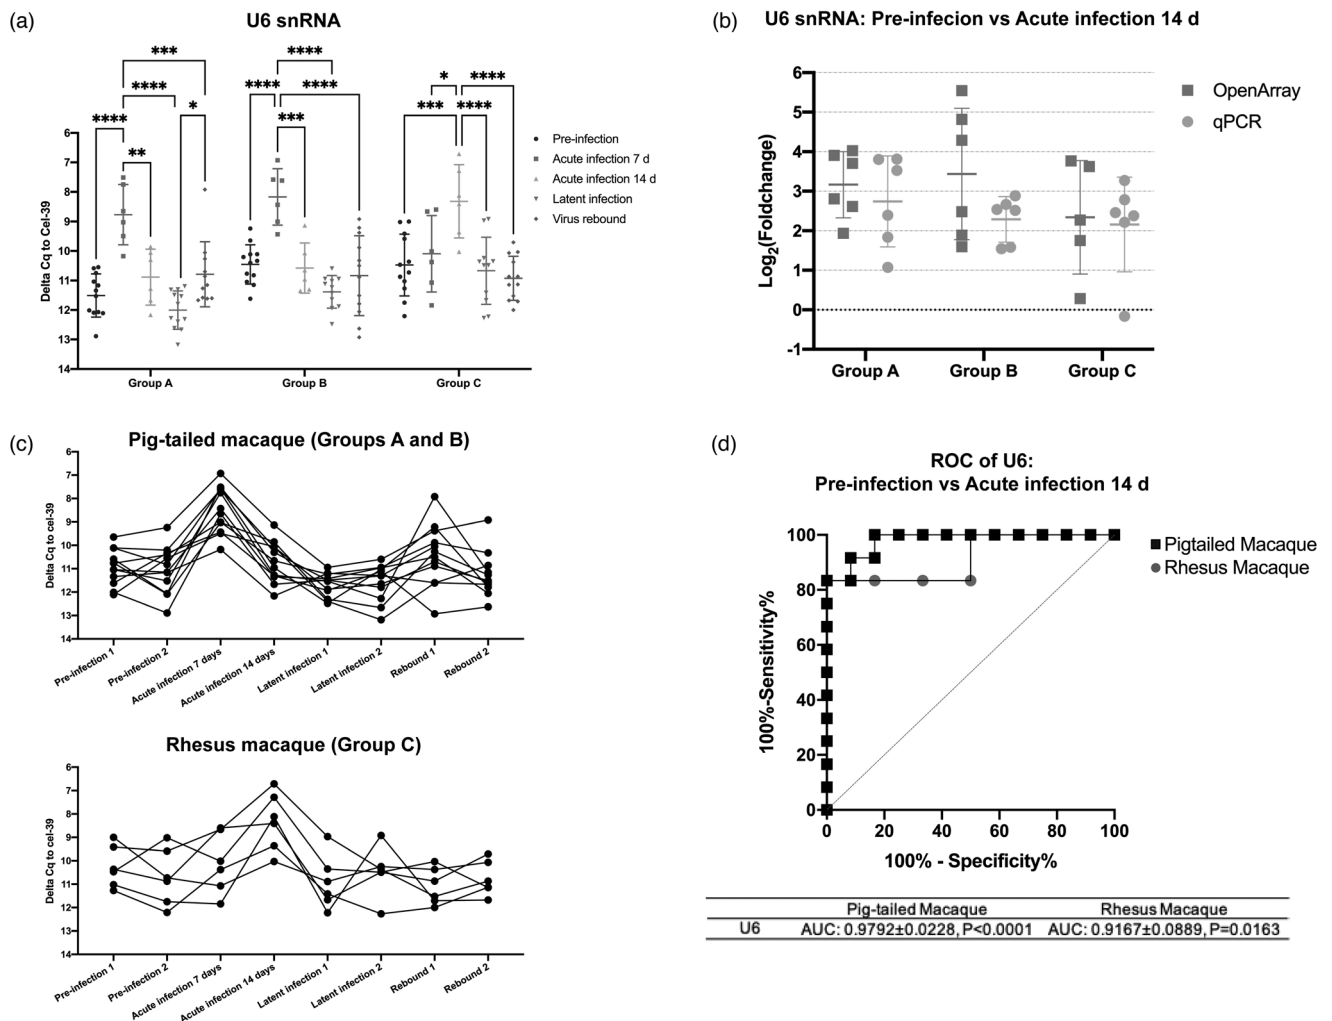 (a)
U6 snRNA
***
****
****
*
****
**
****
****
****
***
*
****
***
****
Delta Cq to Cel-39
6
7
8
9
10
11
12
13
14
Group A
Group B
Group C
Pre-infection
Acute infection 7 d
Acute infection 14 d
Latent infection
Virus rebound
(b)
U6 snRNA: Pre-infecion vs Acute infection 14 d
Log2(Foldchange)
6
5
4
3
2
1
0
-1
Group A
Group B
Group C
OpenArray
qPCR
(c)
Pig-tailed macaque (Groups A and B)
Delta Cq to cel-39
6
7
8
9
10
11
12
13
14
Pre-infection 1
Pre-infection 2
Acute infection 7 days
Acute infection 14 days
Latent infection 1
Latent infection 2
Rebound 1
Rebound 2
Rhesus macaque (Group C)
Delta Cq to cel-39
6
7
8
9
10
11
12
13
14
Pre-infection 1
Pre-infection 2
Acute infection 7 days
Acute infection 14 days
Latent infection 1
Latent infection 2
Rebound 1
Rebound 2
(d)
ROC of U6:
Pre-infection vs Acute infection 14 d
100%-Sensitivity%
100
80
60
40
20
0
0 20 40 60 80 100
100% - Specificity%
Pigtailed Macaque
Rhesus Macaque
Pig-tailed Macaque Rhesus Macaque
U6 AUC: 0.9792±0.0228, P<0.0001 AUC: 0.9167±0.0889, P=0.0163